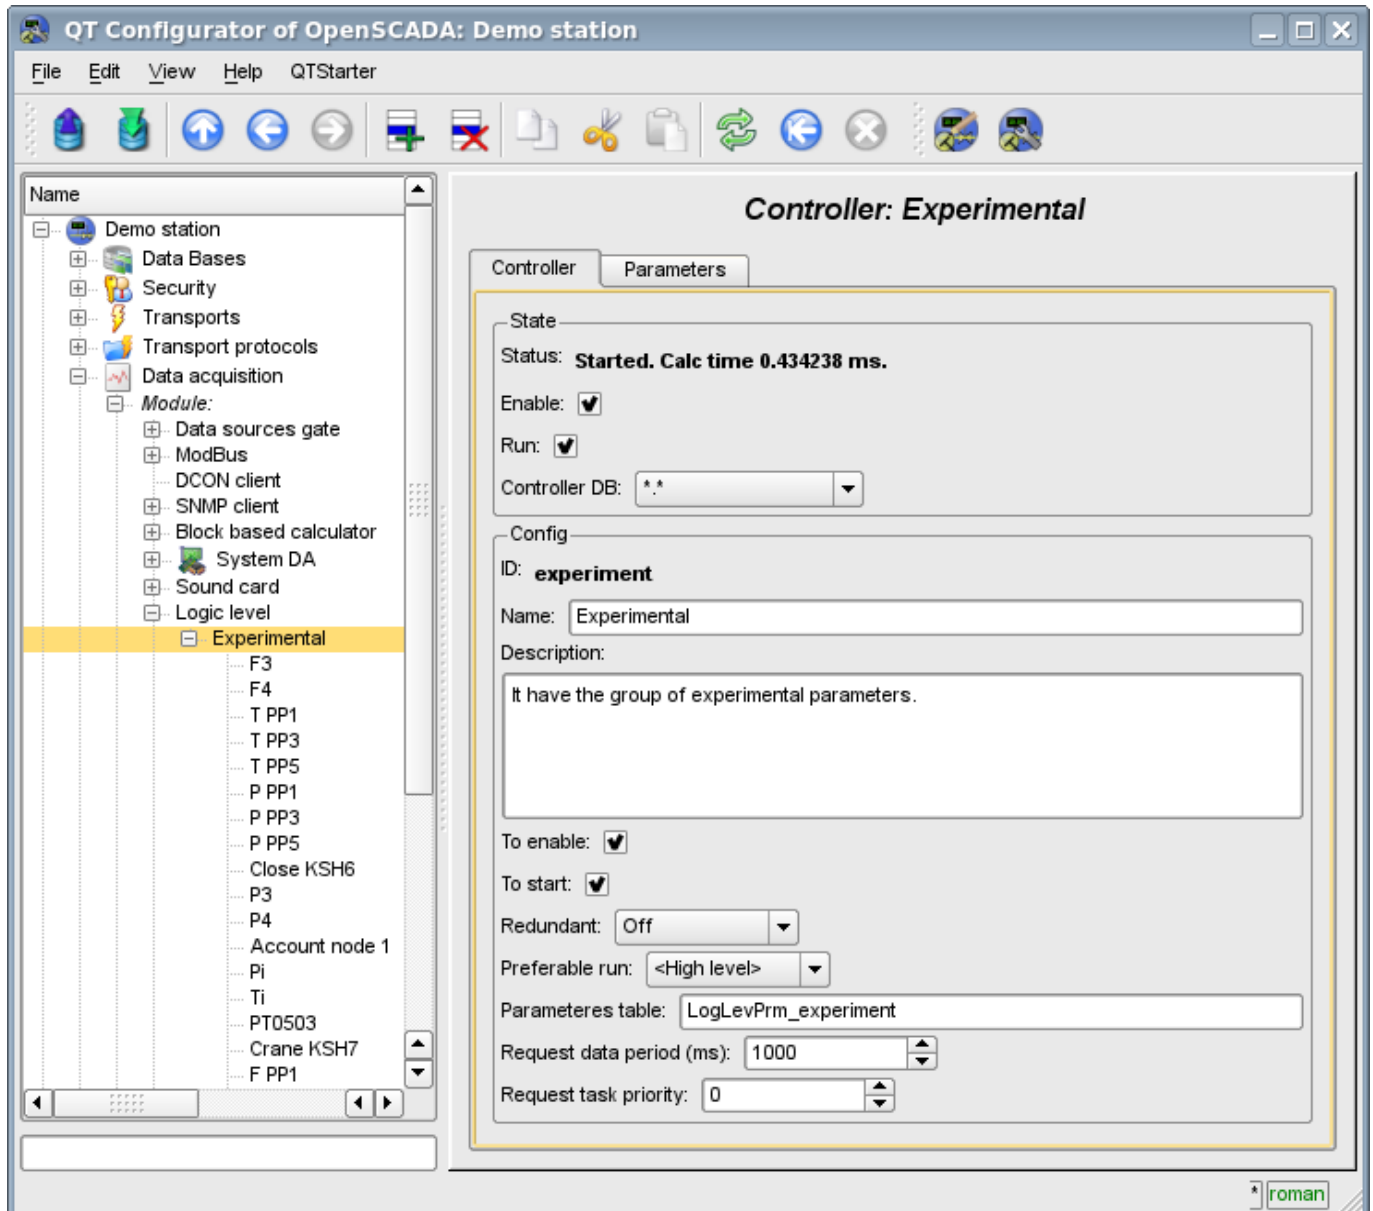 QT Configurator of OpenSCADA: Demo station
File Edit View Help QTStarter
Name
Demo station
Data Bases
Security
Transports
Transport protocols
Data acquisition
Module:
Data sources gate
ModBus
DCON client
SNMP client
Block based calculator
System DA
Sound card
Logic level
Experimental
F3
F4
T PP1
T PP3
T PP5
P PP1
P PP3
P PP5
Close KSH6
P3
P4
Account node 1
Pi
Ti
PT0503
Crane KSH7
F PP1
Controller: Experimental
Controller Parameters
State
Status: Started. Calc time 0.434238 ms.
Enable:
Run:
Controller DB: *.*
Config
ID: experiment
Name: Experimental
Description:
It have the group of experimental parameters.
To enable:
To start:
Redundant: Off
Preferable run: <High level>
Parameteres table: LogLevPrm_experiment
Request data period (ms): 1000
Request task priority: 0
* roman